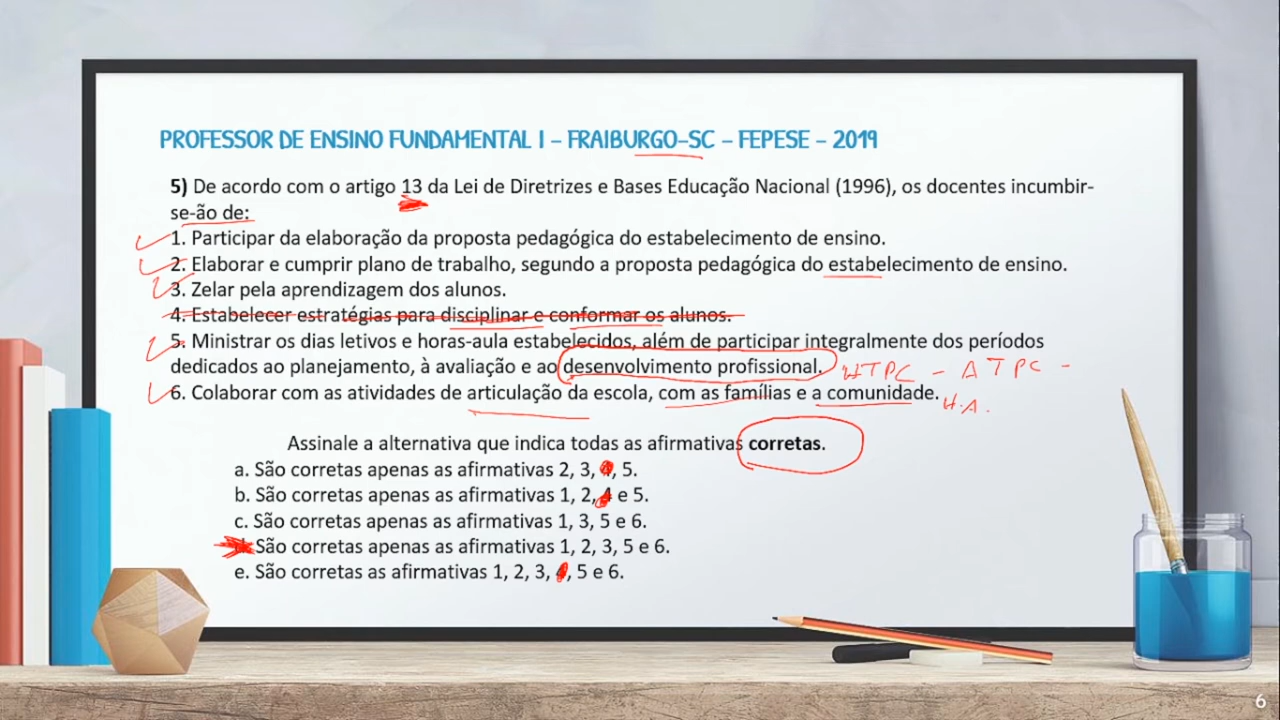 PROFESSOR DE ENSINO FUNDAMENTAL I – FRAIBURGO-SC – FEPESE – 2019
5) De acordo com o artigo 13 da Lei de Diretrizes e Bases Educação Nacional (1996), os docentes incumbir-
se-ão de:
1. Participar da elaboração da proposta pedagógica do estabelecimento de ensino.
2. Elaborar e cumprir plano de trabalho, segundo a proposta pedagógica do estabelecimento de ensino.
3. Zelar pela aprendizagem dos alunos.
4. Estabelecer estratégias para disciplinar e conformar os alunos.
5. Ministrar os dias letivos e horas-aula estabelecidos, além de participar integralmente dos períodos
dedicados ao planejamento, à avaliação e ao desenvolvimento profissional. HTPC - ATPC -
6. Colaborar com as atividades de articulação da escola, com as famílias e a comunidade. H.A.
Assinale a alternativa que indica todas as afirmativas corretas.
a. São corretas apenas as afirmativas 2, 3, 4, 5.
b. São corretas apenas as afirmativas 1, 2, 4 e 5.
c. São corretas apenas as afirmativas 1, 3, 5 e 6.
São corretas apenas as afirmativas 1, 2, 3, 5 e 6.
e. São corretas as afirmativas 1, 2, 3, 4, 5 e 6.
6